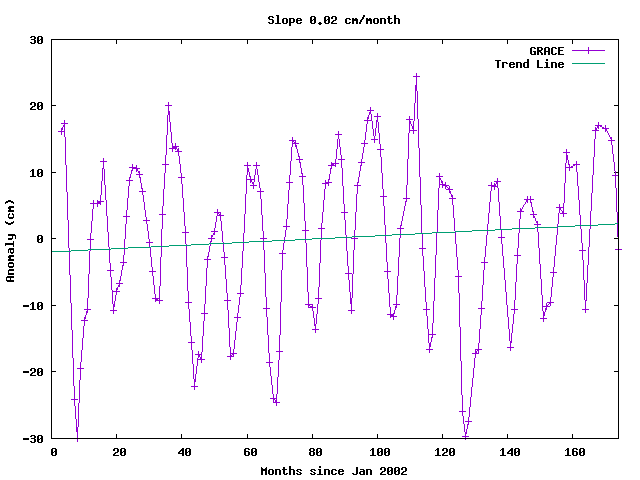 Slope 0.02 cm/month
GRACE
Trend Line
30
20
10
0
-10
-20
-30
Anomaly (cm)
0 20 40 60 80 100 120 140 160
Months since Jan 2002